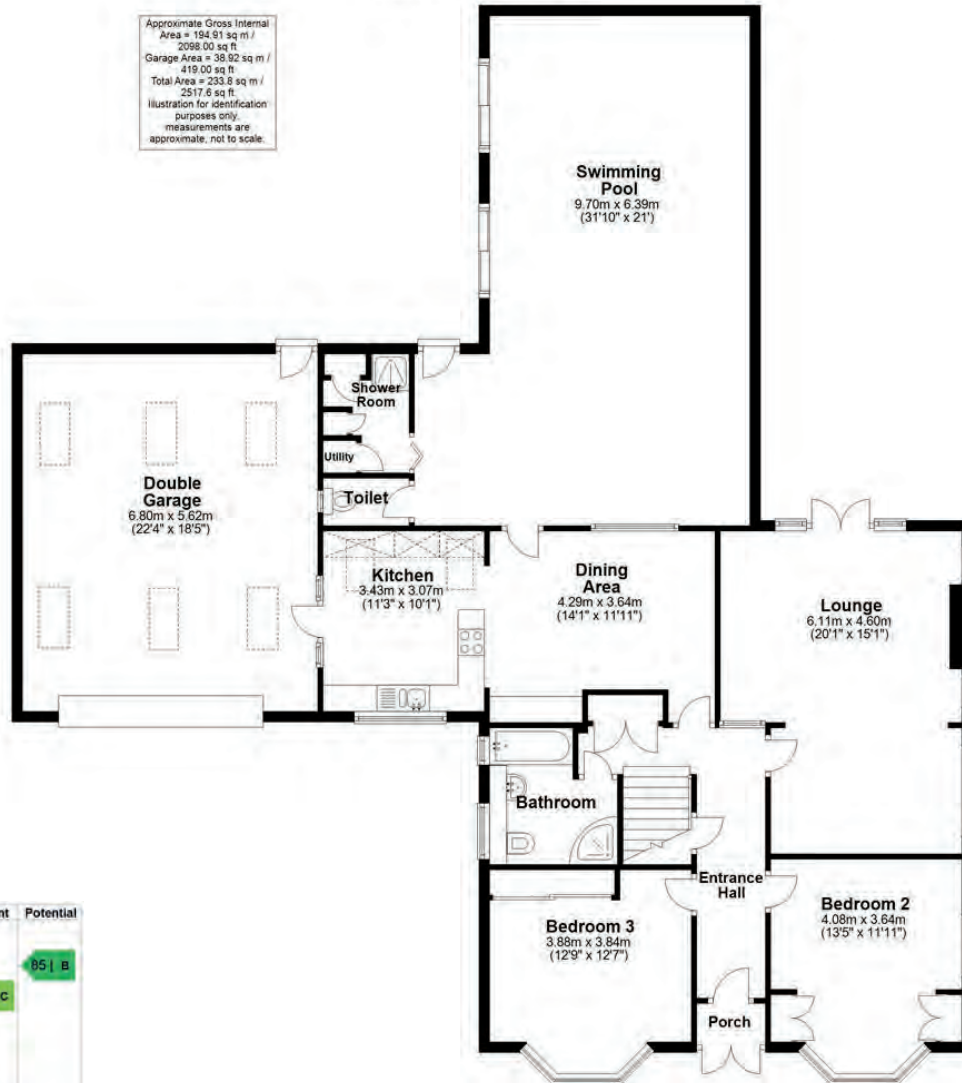 Approximate Gross Internal
Area = 194.91 sq m /
2098.00 sq ft
Garage Area = 38.92 sq m /
419.00 sq ft
Total Area = 233.8 sq m /
2517.6 sq ft
Illustration for identification
purposes only,
measurements are
approximate, not to scale.
Swimming
Pool
9.70m x 6.39m
(31'10" x 21')
Shower
Room
Utility
Toilet
Double
Garage
6.80m x 5.62m
(22'4" x 18'5")
Kitchen
3.43m x 3.07m
(11'3" x 10'1")
Dining
Area
4.29m x 3.64m
(14'1" x 11'11")
Lounge
6.11m x 4.60m
(20'1" x 15'1")
Bathroom
Entrance
Hall
Bedroom 3
3.88m x 3.84m
(12'9" x 12'7")
Bedroom 2
4.08m x 3.64m
(13'5" x 11'11")
Porch
nt Potential
85 | B
C